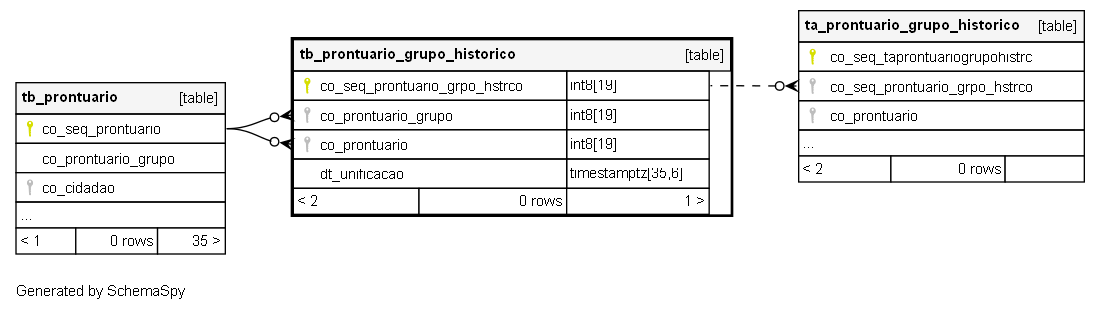 tb_prontuario [table]
co_seq_prontuario
co_prontuario_grupo
co_cidadao
...
< 1 0 rows 35 >
tb_prontuario_grupo_historico [table]
co_seq_prontuario_grpo_hstrco int8[19]
co_prontuario_grupo int8[19]
co_prontuario int8[19]
dt_unificacao timestamptz[35,6]
< 2 0 rows 1 >
ta_prontuario_grupo_historico [table]
co_seq_taprontuariogrupohstrc
co_seq_prontuario_grpo_hstrco
co_prontuario
...
< 2 0 rows
Generated by SchemaSpy